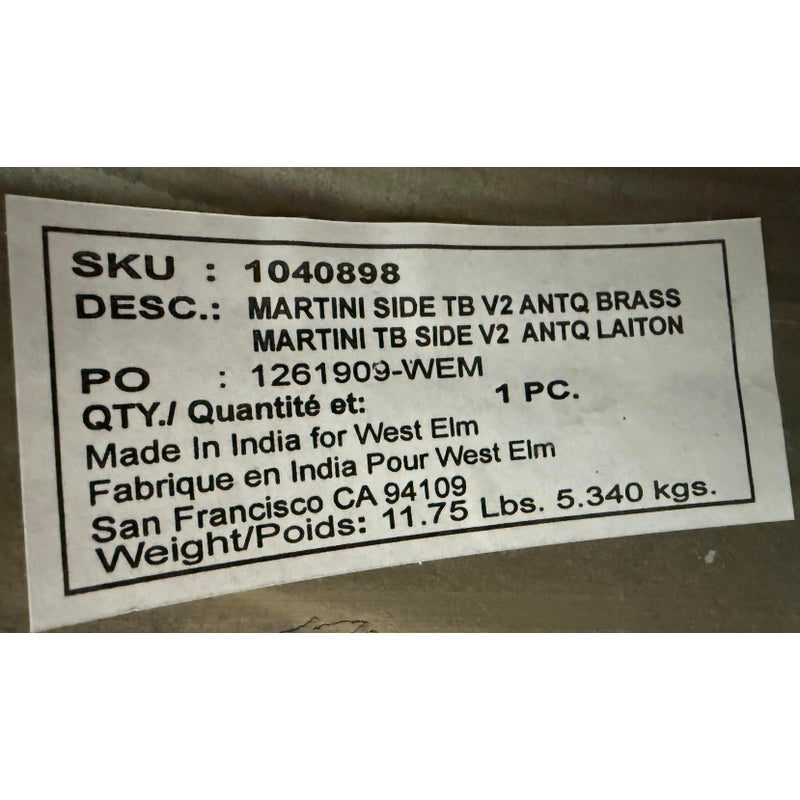 SKU : 1040898
DESC.: MARTINI SIDE TB V2 ANTQ BRASS
MARTINI TB SIDE V2 ANTQ LAITON
PO : 1261909-WEM
QTY./ Quantité et: 1 PC.
Made In India for West Elm
Fabrique en India Pour West Elm
San Francisco CA 94109
Weight/Poids: 11.75 Lbs. 5.340 kgs.